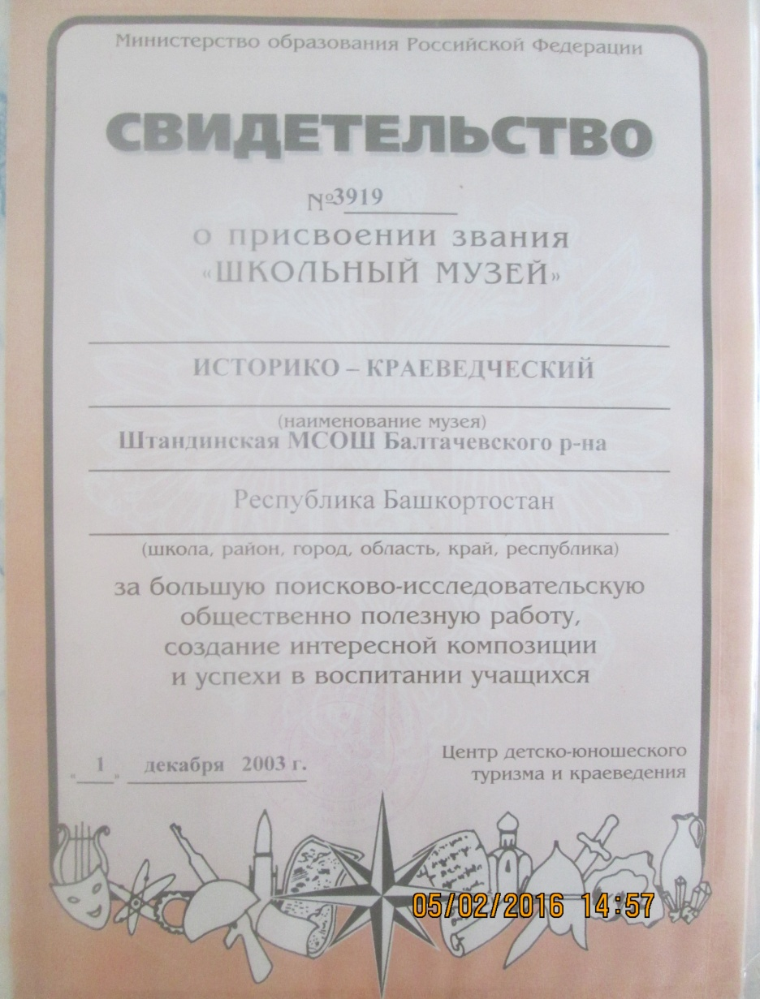 Министерство образования Российской Федерации
СВИДЕТЕЛЬСТВО
№3919
о присвоении звания
«ШКОЛЬНЫЙ МУЗЕЙ»
ИСТОРИКО – КРАЕВЕДЧЕСКИЙ
(наименование музея)
Штандинская МСОШ Балтачевского р-на
Республика Башкортостан
(школа, район, город, область, край, республика)
за большую поисково-исследовательскую
общественно полезную работу,
создание интересной композиции
и успехи в воспитании учащихся
„ 1 „ декабря 2003 г.
Центр детско-юношеского
туризма и краеведения
05/02/2016 14:57